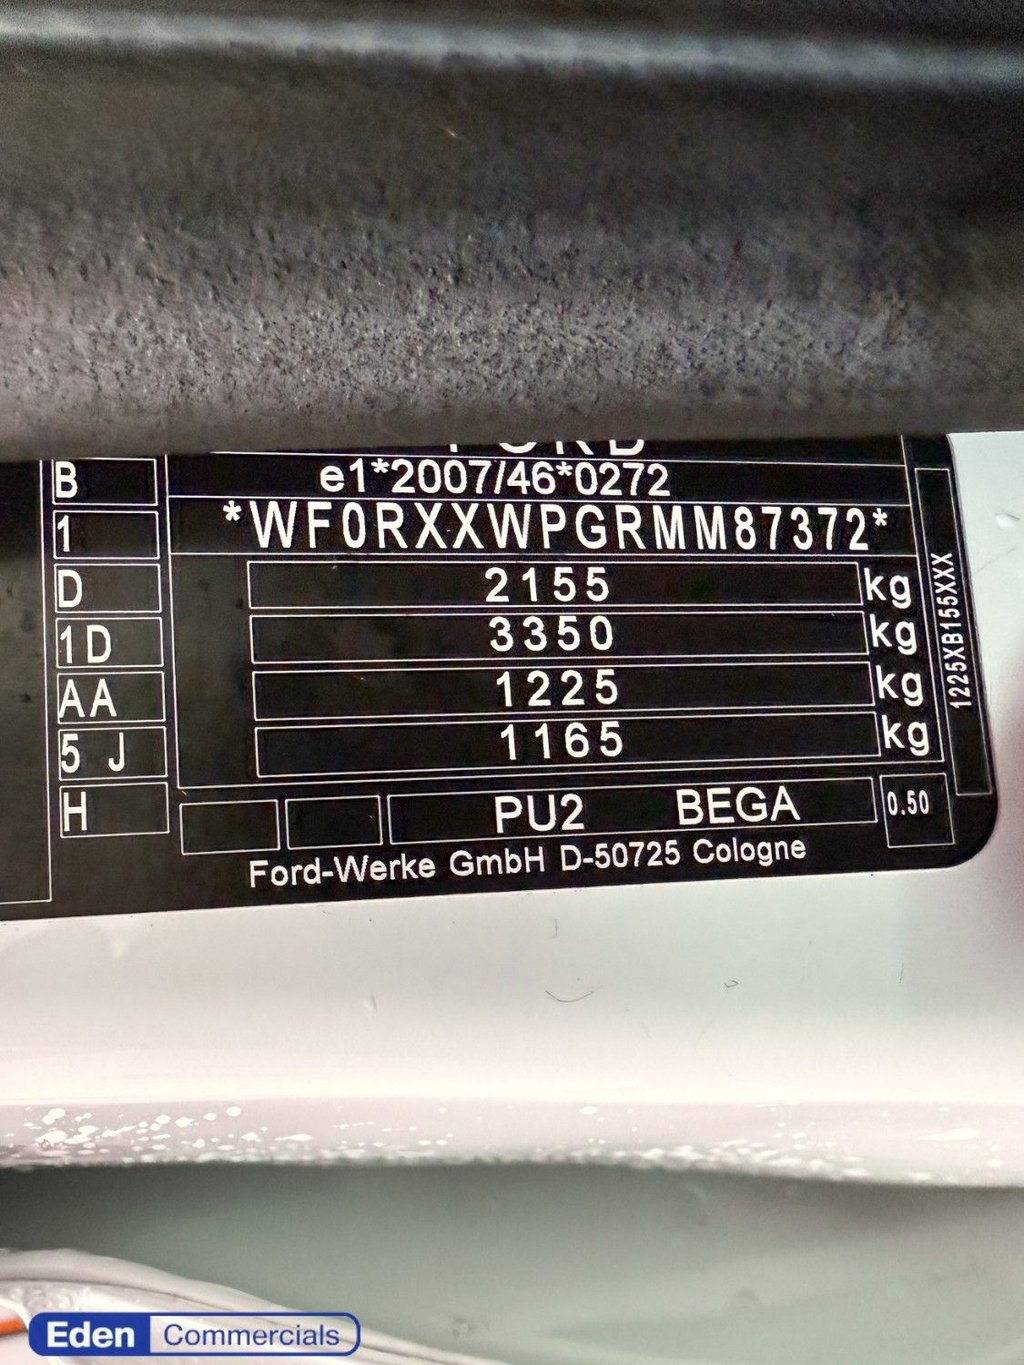 FORD
B e1*2007/46*0272
1 *WF0RXXWPGRMM87372*
D 2155 kg
1D 3350 kg
AA 1225 kg
5 J 1165 kg
H PU2 BEGA 0.50
Ford-Werke GmbH D-50725 Cologne
1225XB155XXX
Eden Commercials